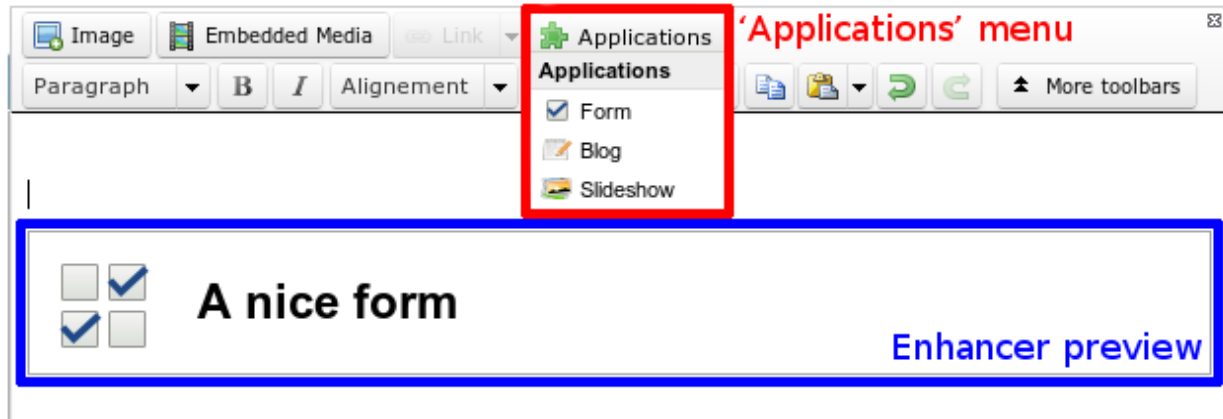 Image Embedded Media Link Applications 'Applications' menu
Paragraph B I Alignement Applications More toolbars
Form
Blog
Slideshow
A nice form
Enhancer preview